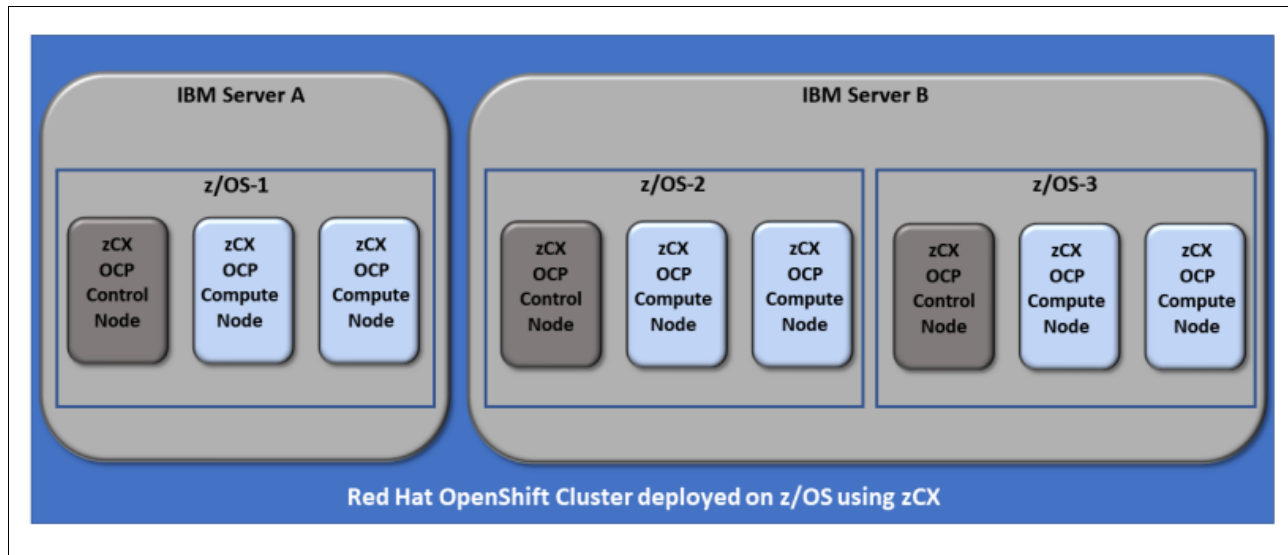 IBM Server A
IBM Server B
z/OS-1
zCX
OCP
Control
Node
zCX
OCP
Compute
Node
zCX
OCP
Compute
Node
z/OS-2
zCX
OCP
Control
Node
zCX
OCP
Compute
Node
zCX
OCP
Compute
Node
z/OS-3
zCX
OCP
Control
Node
zCX
OCP
Compute
Node
zCX
OCP
Compute
Node
Red Hat OpenShift Cluster deployed on z/OS using zCX